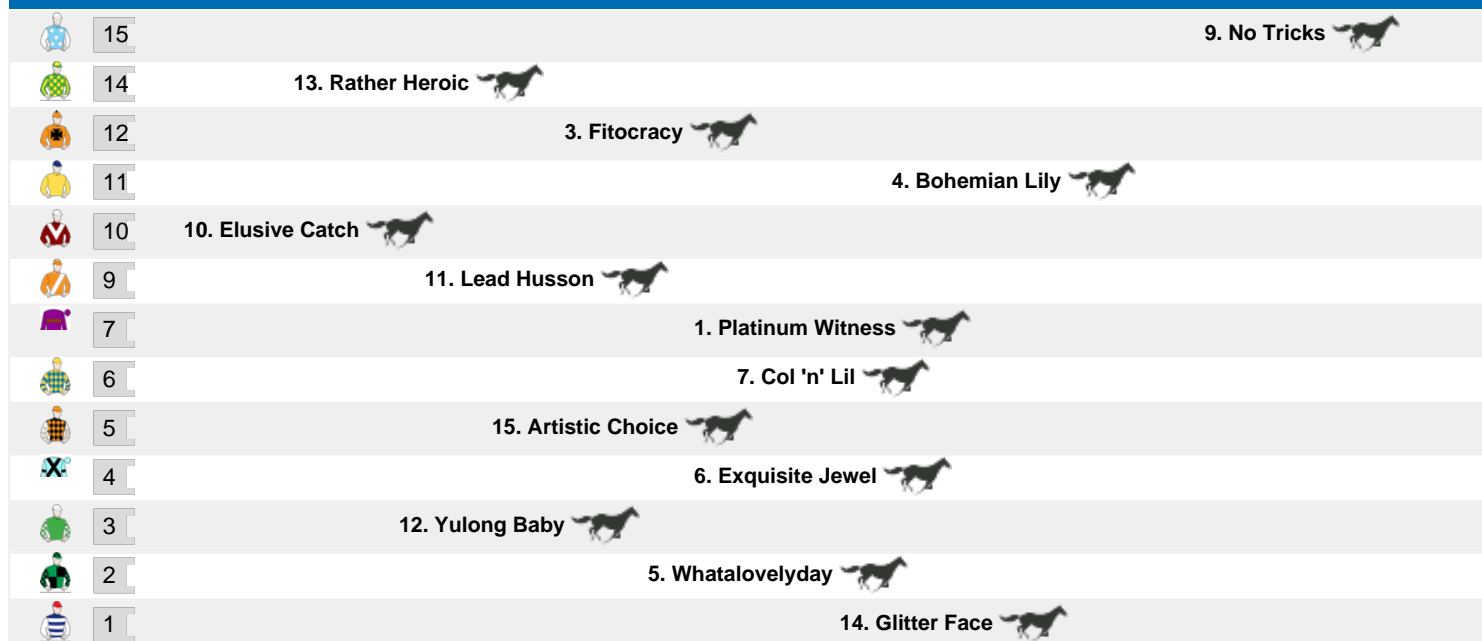 15 9. No Tricks
14 13. Rather Heroic
12 3. Fitocracy
11 4. Bohemian Lily
10 10. Elusive Catch
9 11. Lead Husson
7 1. Platinum Witness
6 7. Col 'n' Lil
5 15. Artistic Choice
4 6. Exquisite Jewel
3 12. Yulong Baby
2 5. Whatalovelyday
1 14. Glitter Face